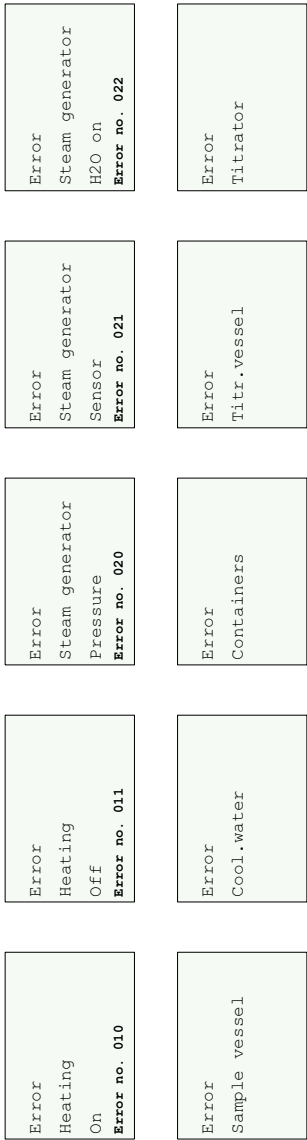 Error
Heating
On
Error no. 010
Error
Heating
Off
Error no. 011
Error
Steam generator
Pressure
Error no. 020
Error
Steam generator
Sensor
Error no. 021
Error
Steam generator
H2O on
Error no. 022
Error
Sample vessel
Error
Cool.water
Error
Containers
Error
Titr.vessel
Error
Titrator